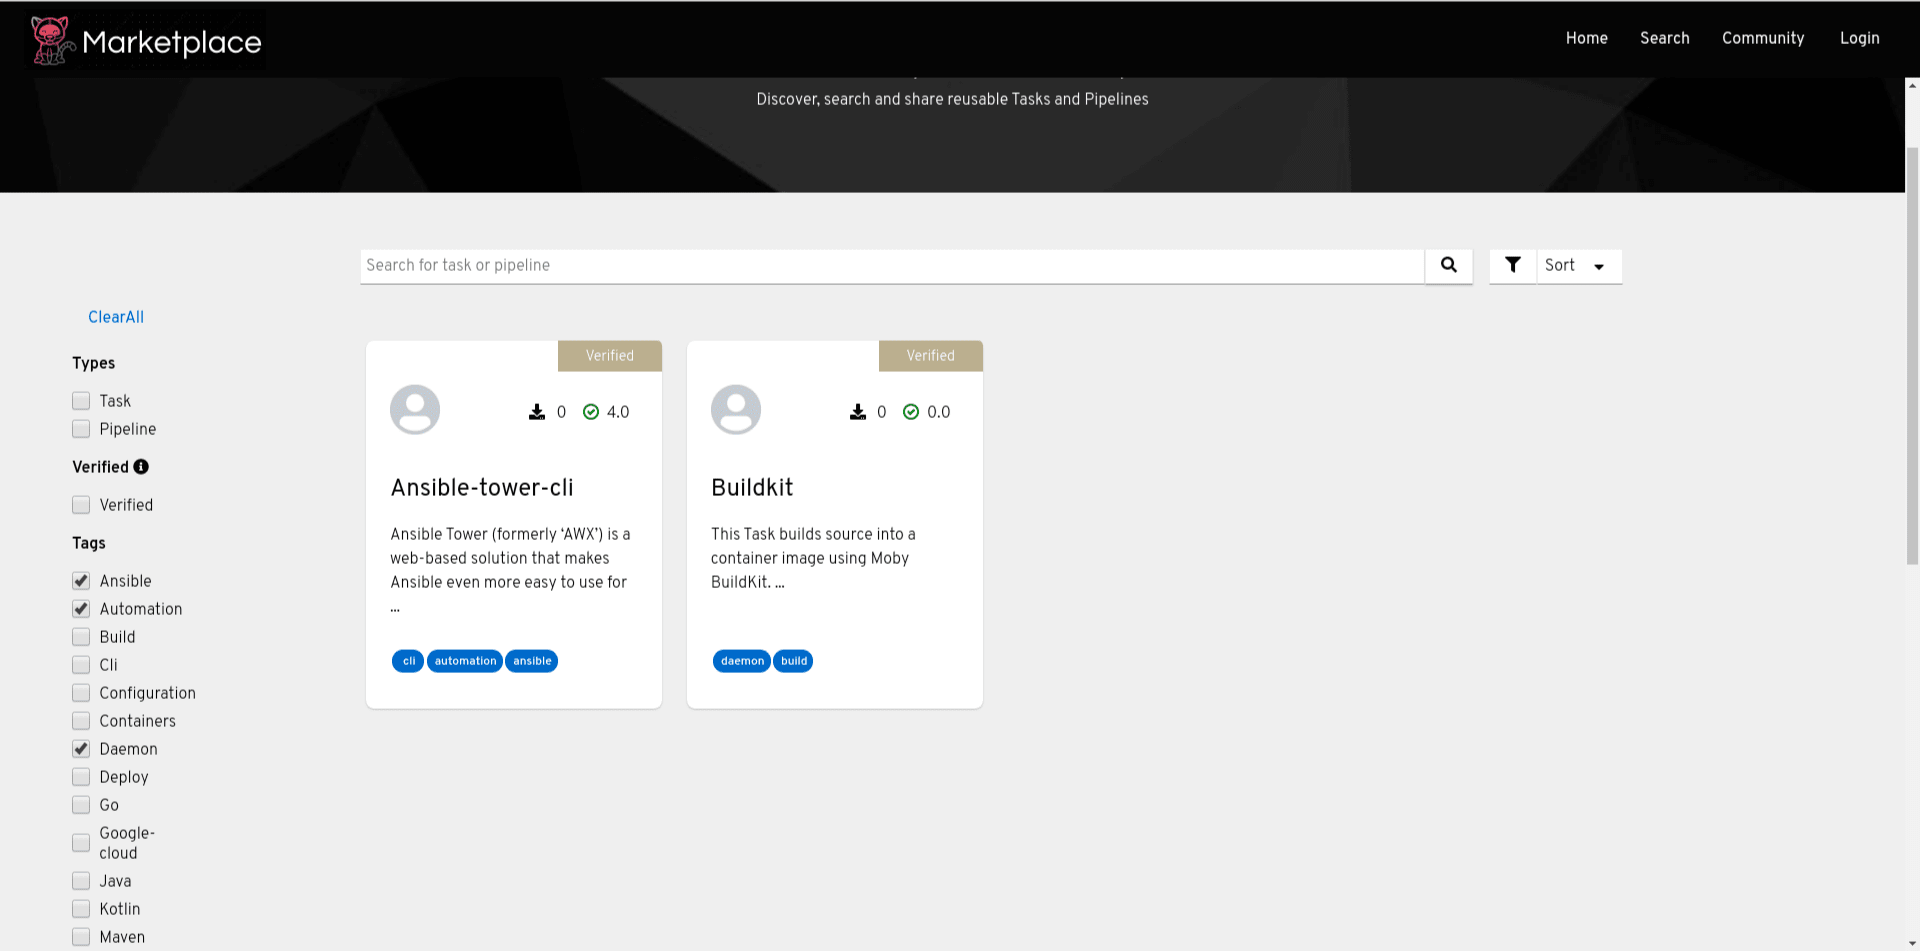 Marketplace
Home
Search
Community
Login
Discover, search and share reusable Tasks and Pipelines
Search for task or pipeline
Sort
ClearAll
Types
Task
Pipeline
Verified
Verified
Tags
Ansible
Automation
Build
Cli
Configuration
Containers
Daemon
Deploy
Go
Google-
cloud
Java
Kotlin
Maven
Verified
0
4.0
Ansible-tower-cli
Ansible Tower (formerly ‘AWX’) is a
web-based solution that makes
Ansible even more easy to use for
...
cli automation ansible
Verified
0
0.0
Buildkit
This Task builds source into a
container image using Moby
BuildKit. ...
daemon build